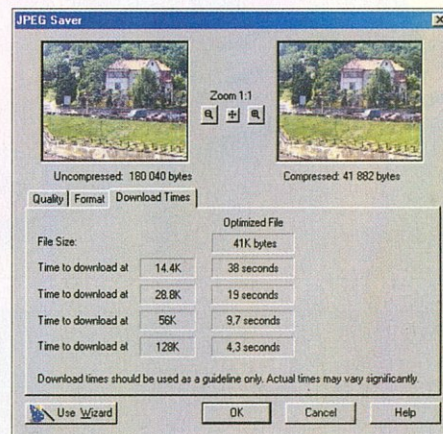 JPEG Saver
Zoom 1:1
Uncompressed: 180 040 bytes
Compressed: 41 882 bytes
Quality Format Download Times
Optimized File
File Size: 41K bytes
Time to download at 14.4K 38 seconds
Time to download at 28.8K 19 seconds
Time to download at 56K 9,7 seconds
Time to download at 128K 4,3 seconds
Download times should be used as a guideline only. Actual times may vary significantly.
Use Wizard OK Cancel Help